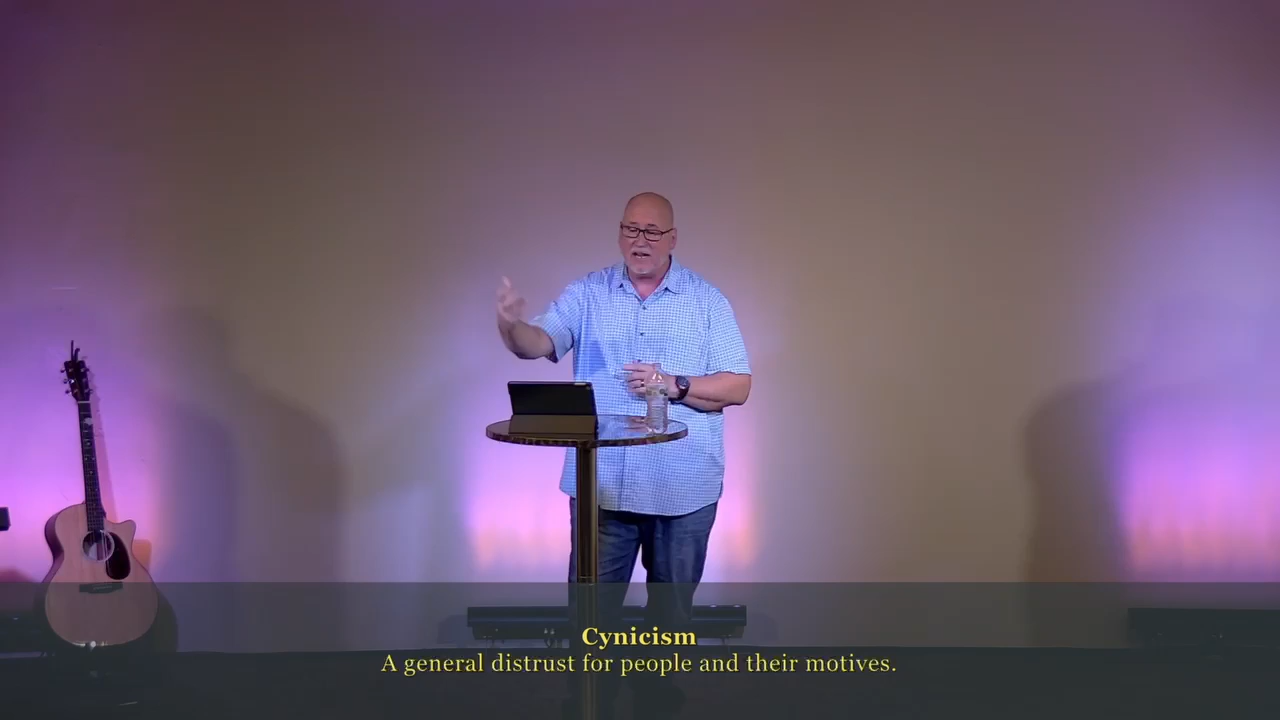 Cynicism
A general distrust for people and their motives.